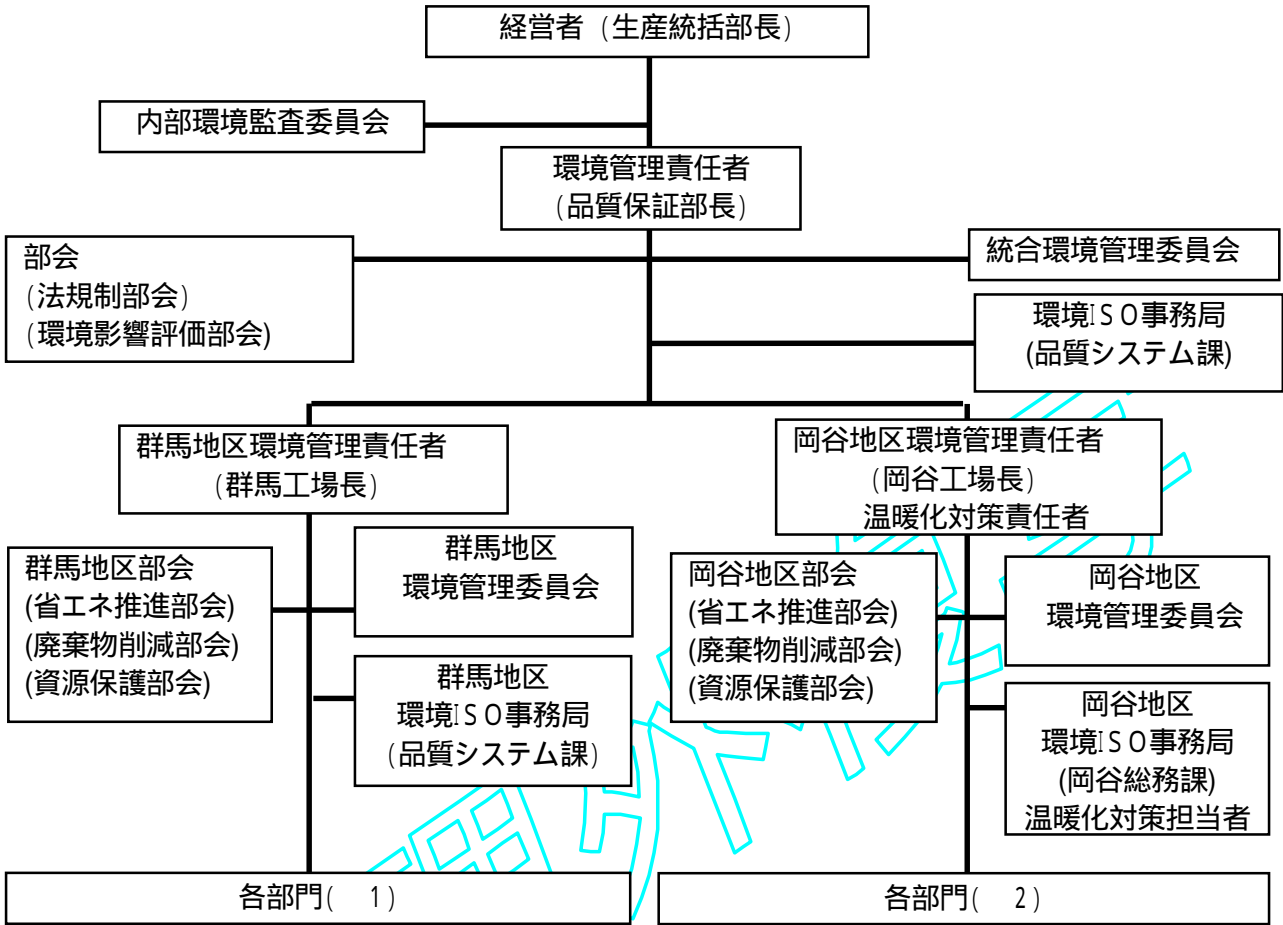 経営者（生産統括部長）
内部環境監査委員会
環境管理責任者
（品質保証部長）
部会
（法規制部会）
（環境影響評価部会)
統合環境管理委員会
環境ISO事務局
(品質システム課)
群馬地区環境管理責任者
（群馬工場長）
岡谷地区環境管理責任者
（岡谷工場長）
温暖化対策責任者
群馬地区部会
(省エネ推進部会)
(廃棄物削減部会)
(資源保護部会)
群馬地区
環境管理委員会
群馬地区
環境ISO事務局
(品質システム課)
岡谷地区部会
(省エネ推進部会)
(廃棄物削減部会)
(資源保護部会)
岡谷地区
環境管理委員会
岡谷地区
環境ISO事務局
(岡谷総務課)
温暖化対策担当者
各部門(　1)
各部門(　2)